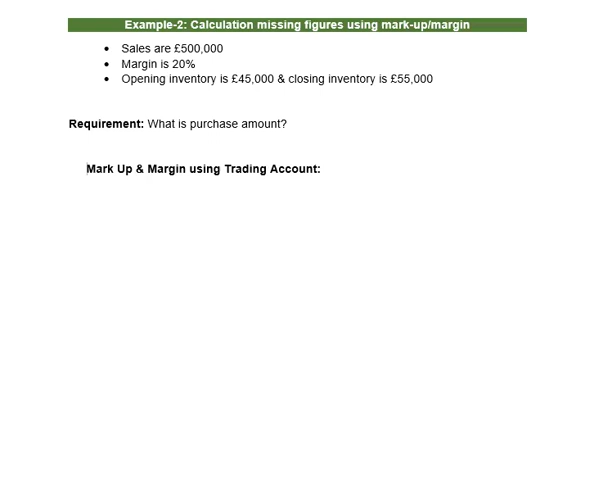 Example-2: Calculation missing figures using mark-up/margin
• Sales are £500,000
• Margin is 20%
• Opening inventory is £45,000 & closing inventory is £55,000
Requirement: What is purchase amount?
Mark Up & Margin using Trading Account: